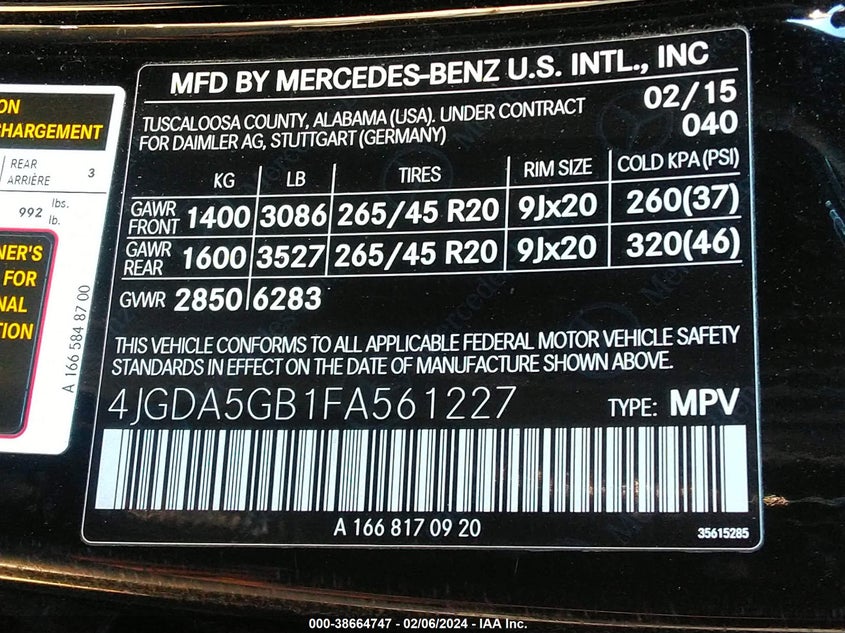 ON
CHARGEMENT
REAR
ARRIÈRE 3
992 lbs.
lb.
NER'S
FOR
NAL
TION
A 166 584 87 00
MFD BY MERCEDES-BENZ U.S. INTL., INC
TUSCALOOSA COUNTY, ALABAMA (USA). UNDER CONTRACT 02/15
FOR DAIMLER AG, STUTTGART (GERMANY) 040
KG LB TIRES RIM SIZE COLD KPA (PSI)
GAWR FRONT 1400 3086 265/45 R20 9Jx20 260(37)
GAWR REAR 1600 3527 265/45 R20 9Jx20 320(46)
GVWR 2850 6283
THIS VEHICLE CONFORMS TO ALL APPLICABLE FEDERAL MOTOR VEHICLE SAFETY
STANDARDS IN EFFECT ON THE DATE OF MANUFACTURE SHOWN ABOVE.
4JGDA5GB1FA561227 TYPE: MPV
A 166 817 09 20
35615285
000-38664747 - 02/06/2024 - IAA Inc.